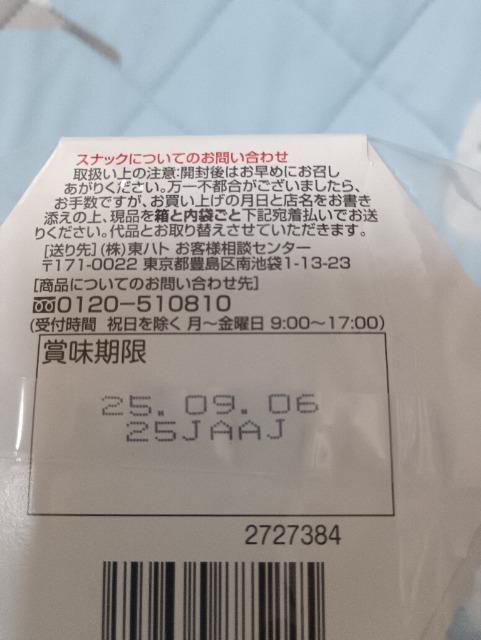 スナックについてのお問い合わせ
取扱い上の注意:開封後はお早めにお召し
あがりください。万一不都合がございましたら、
お手数ですが、お買い上げの月日と店名をお書き
添えの上、現品を箱と内袋ごと下記宛着払いでお送
りください。代品とお取り替えさせていただきます。
[送り先](株)東ハト お客様相談センター
〒171-0022 東京都豊島区南池袋1-13-23
[商品についてのお問い合わせ先]
0120-510810
(受付時間 祝日を除く 月~金曜日 9:00~17:00)
賞味期限
25.09.06
25JAAJ
2727384